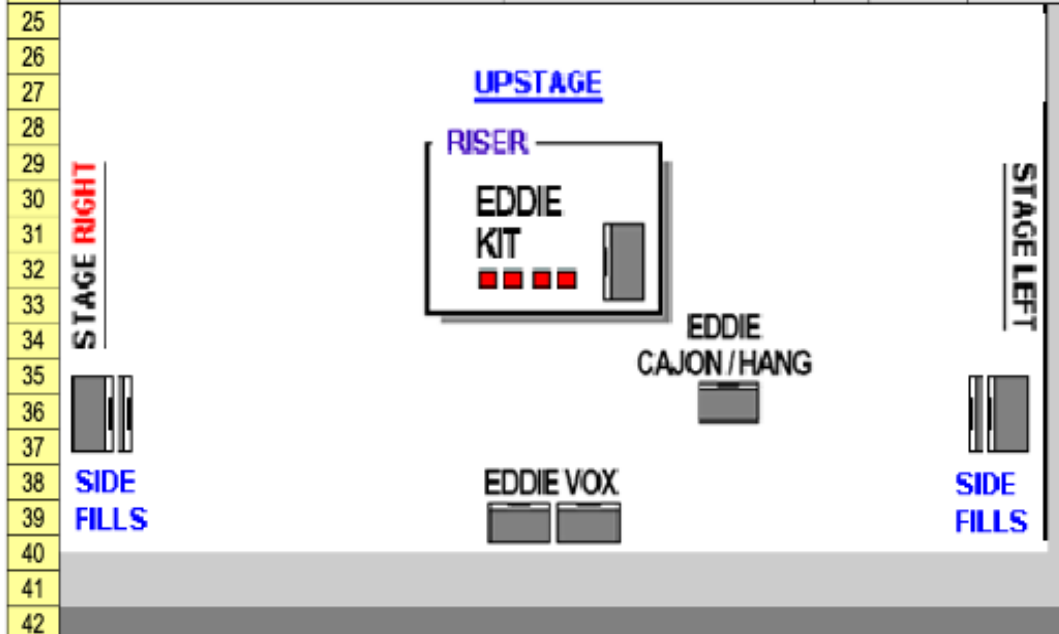 25
26
27
28
29
30
31
32
33
34
35
36
37
38
39
40
41
42
UPSTAGE
RISER
EDDIE
KIT
STAGE RIGHT
STAGE LEFT
EDDIE
CAJON / HANG
EDDIE VOX
SIDE
FILLS
SIDE
FILLS